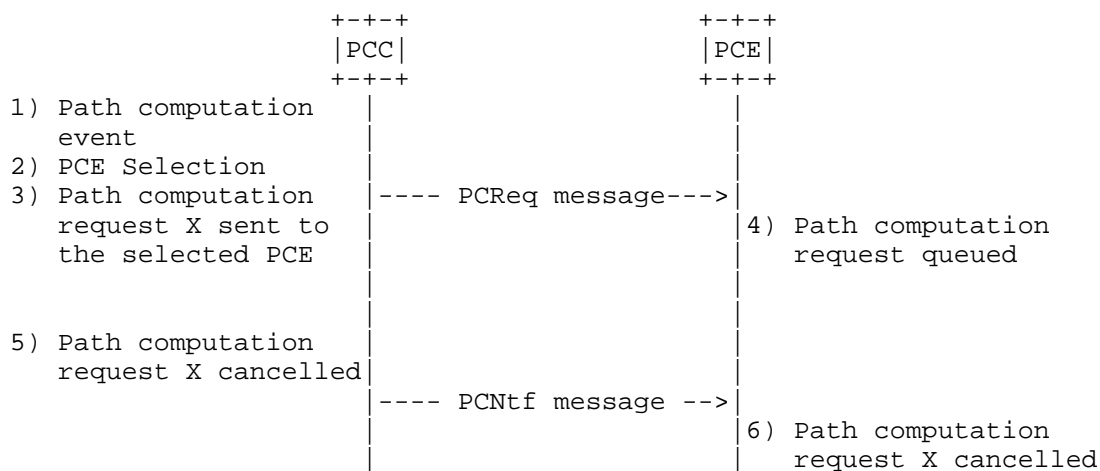 +-+-+                   +-+-+
                         |PCC|                   |PCE|
                         +-+-+                   +-+-+
1) Path computation        |                       |
   event                   |                       |
2) PCE Selection           |                       |
3) Path computation        |---- PCReq message--->|
   request X sent to       |                       |4) Path computation
   the selected PCE        |                       |   request queued
                           |                       |
                           |                       |
5) Path computation        |                       |
   request X cancelled|                            |
                           |---- PCNtf message -->|
                           |                       |6) Path computation
                           |                       |   request X cancelled